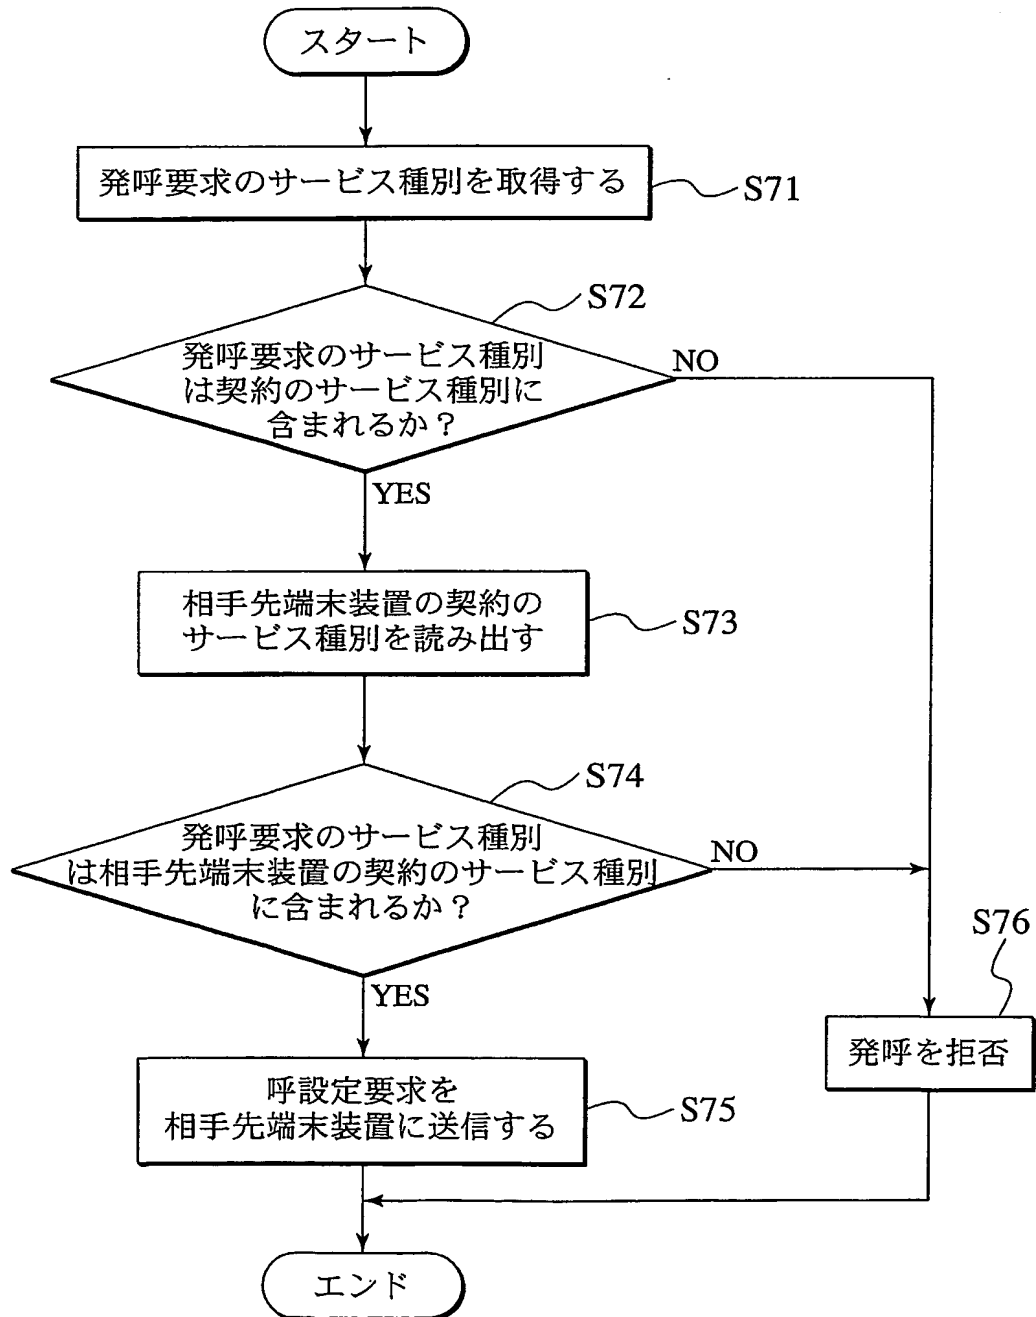 スタート
発呼要求のサービス種別を取得する
S71
S72
発呼要求のサービス種別
は契約のサービス種別に
含まれるか?
NO
YES
相手先端末装置の契約の
サービス種別を読み出す
S73
S74
発呼要求のサービス種別
は相手先端末装置の契約のサービス種別
に含まれるか?
NO
YES
S76
発呼を拒否
呼設定要求を
相手先端末装置に送信する
S75
エンド